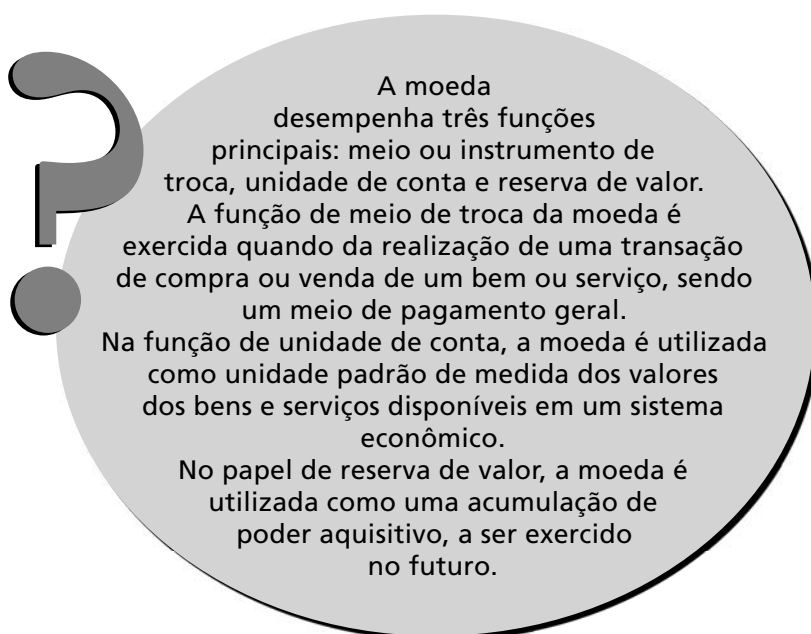 ?
A moeda
desempenha três funções
principais: meio ou instrumento de
troca, unidade de conta e reserva de valor.
A função de meio de troca da moeda é
exercida quando da realização de uma transação
de compra ou venda de um bem ou serviço, sendo
um meio de pagamento geral.
Na função de unidade de conta, a moeda é utilizada
como unidade padrão de medida dos valores
dos bens e serviços disponíveis em um sistema
econômico.
No papel de reserva de valor, a moeda é
utilizada como uma acumulação de
poder aquisitivo, a ser exercido
no futuro.